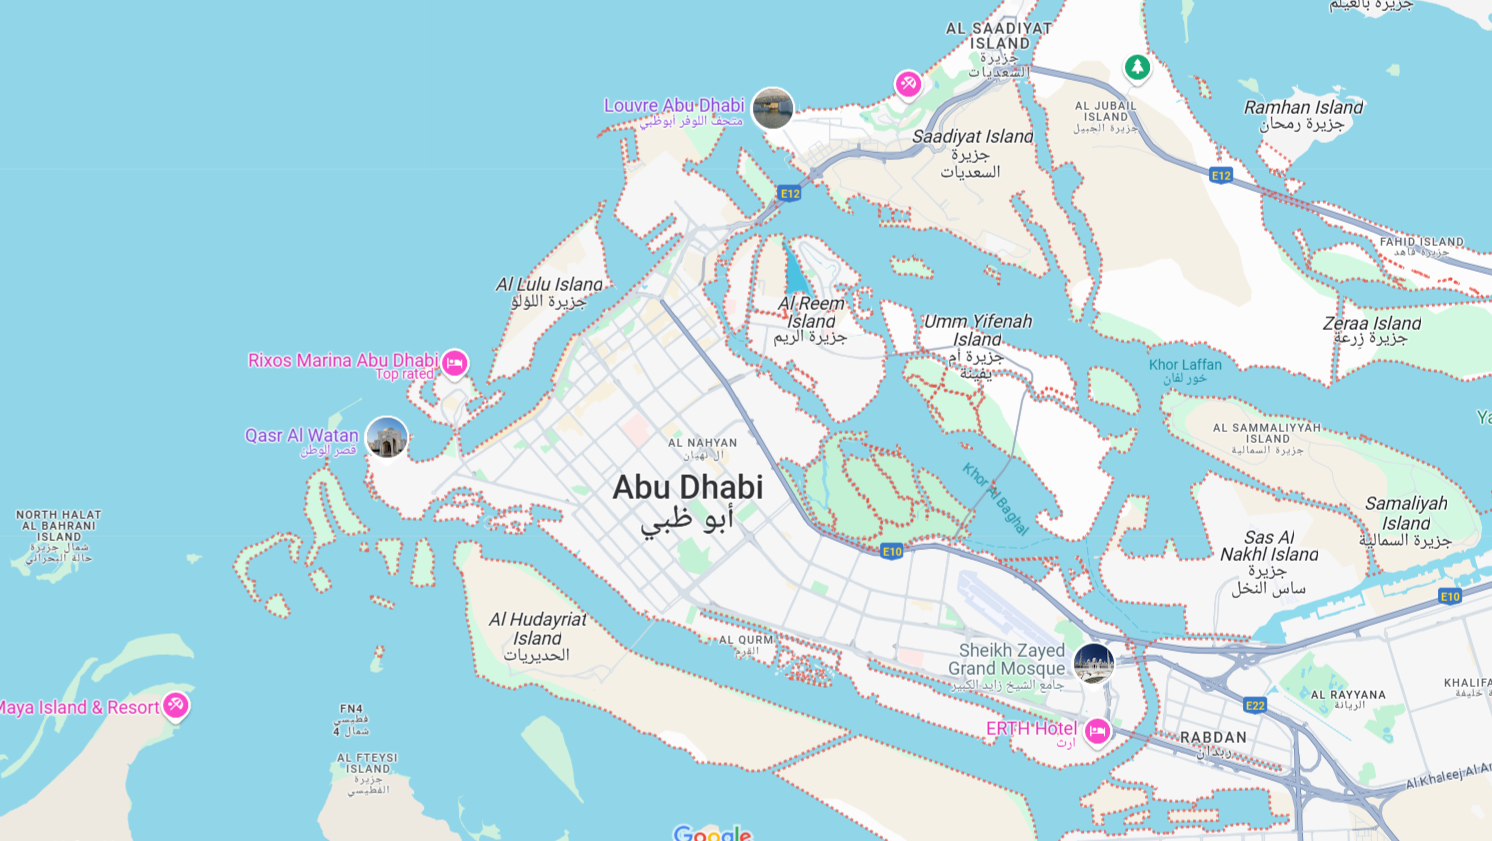 جزيرة بالغيلم
AL SAADIYAT
ISLAND
جزيرة
السعديات
Louvre Abu Dhabi
متحف اللوفر أبوظبي
AL JUBAIL
ISLAND
جزيرة الجبيل
Ramhan Island
جزيرة رمحان
Saadiyat Island
جزيرة
السعديات
E12
E12
FAHID ISLAND
جزيرة فاهد
Al Lulu Island
جزيرة اللؤلؤ
Al Reem
Island
جزيرة الريم
Umm Yifenah
Island
جزيرة أم
يفينة
Zeraa Island
جزيرة زرعة
Rixos Marina Abu Dhabi
Top rated
Khor Laffan
خور لفان
Qasr Al Watan
قصر الوطن
AL NAHYAN
ال نهيان
AL SAMMALIYYAH
ISLAND
جزيرة السمالية
Ya
Abu Dhabi
أبو ظبي
Khor Al Baghal
NORTH HALAT
AL BAHRANI
ISLAND
شمال جزيرة
حالة البحراني
Samaliyah
Island
جزيرة السمالية
Sas Al
Nakhl Island
جزيرة
ساس النخل
E10
E10
Al Hudayriat
Island
الحديريات
AL QURM
القرم
Sheikh Zayed
Grand Mosque
جامع الشيخ زايد الكبير
KHALIFA
خليفة
AL RAYYANA
الريانة
Maya Island & Resort
FN4
فطيسي
شمال 4
E22
ERTH Hotel
ارث
RABDAN
ربدان
AL FTEYSI
ISLAND
جزيرة
الفطيسي
Al Khaleej Al Ar
Google